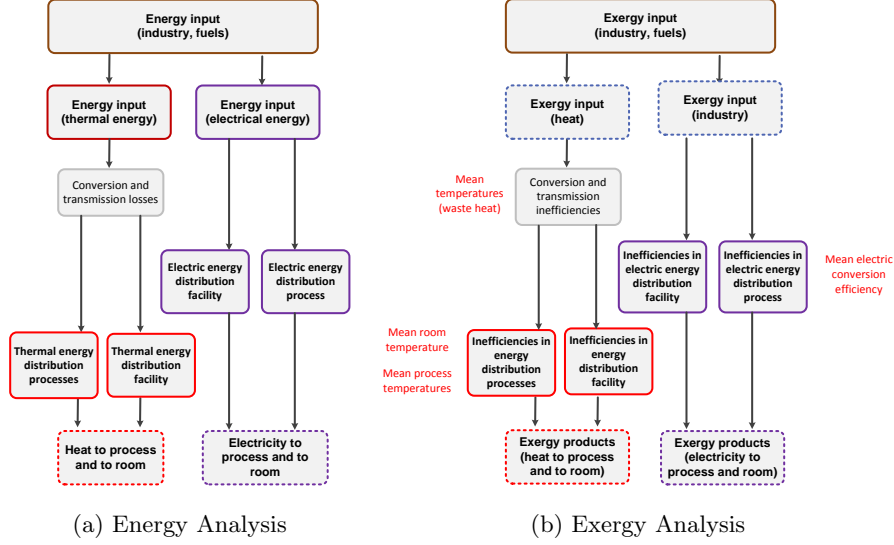 Energy input
(industry, fuels)
Energy input
(thermal energy)
Energy input
(electrical energy)
Conversion and
transmission losses
Electric energy
distribution
facility
Electric energy
distribution
process
Thermal energy
distribution
processes
Thermal energy
distribution
facility
Heat to process
and to room
Electricity to
process and to
room
(a) Energy Analysis
Exergy input
(industry, fuels)
Exergy input
(heat)
Exergy input
(industry)
Mean
temperatures
(waste heat)
Conversion and
transmission
inefficiencies
Inefficiencies in
electric energy
distribution
facility
Inefficiencies in
electric energy
distribution
process
Mean electric
conversion
efficiency
Mean room
temperature
Mean process
temperatures
Inefficiencies in
energy
distribution
processes
Inefficiencies in
energy
distribution
facility
Exergy products
(heat to process
and to room)
Exergy products
(electricity to
process and room)
(b) Exergy Analysis